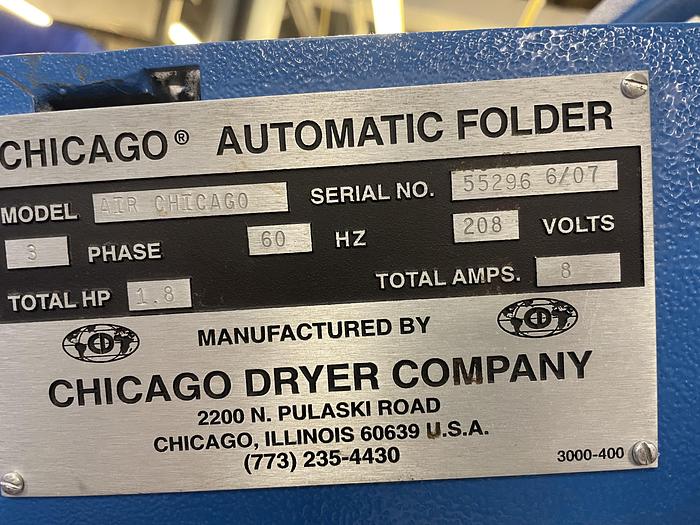 CHICAGO® AUTOMATIC FOLDER
MODEL AIR CHICAGO SERIAL NO. 55296 6/07
3 PHASE 60 HZ 208 VOLTS
TOTAL HP 1.8 TOTAL AMPS. 8
MANUFACTURED BY
CD CD
CHICAGO DRYER COMPANY
2200 N. PULASKI ROAD
CHICAGO, ILLINOIS 60639 U.S.A.
(773) 235-4430
3000-400